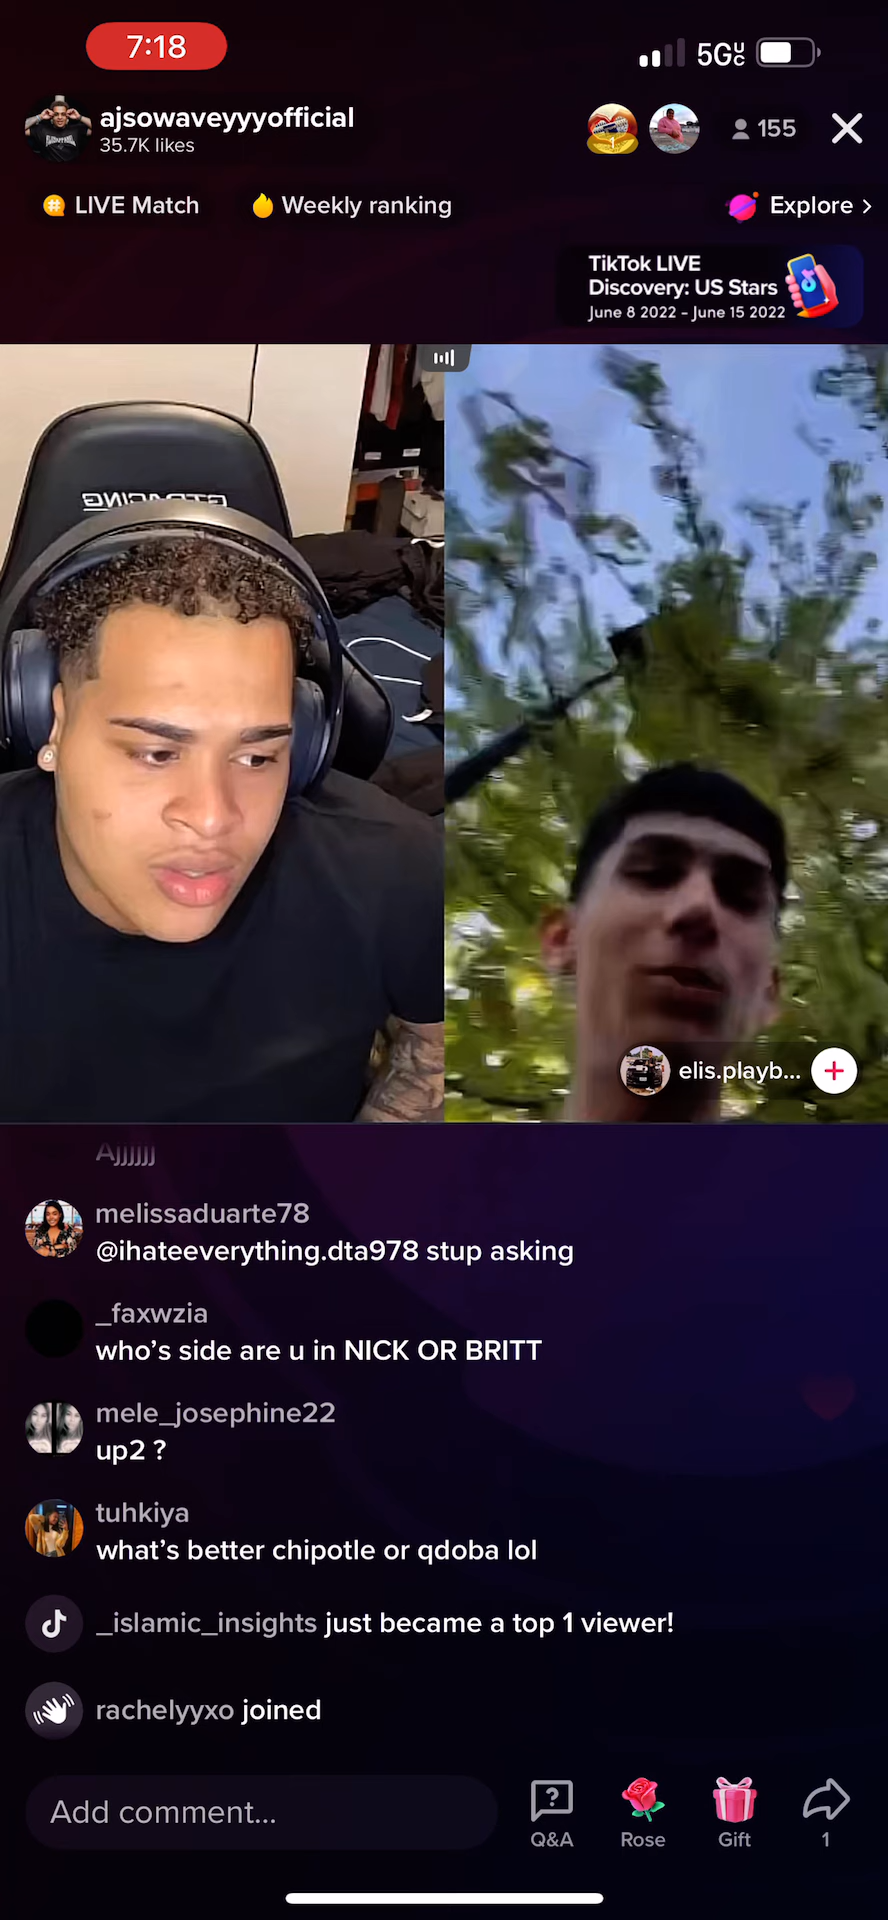 7:18
5G UC
ajsowaveyyyofficial
35.7K likes
1
155
LIVE Match
Weekly ranking
Explore >
TikTok LIVE
Discovery: US Stars
June 8 2022 - June 15 2022
GTRACING
elis.playb...
Ajjjjjj
melissaduarte78
@ihateeverything.dta978 stup asking
_faxwzia
who’s side are u in NICK OR BRITT
mele_josephine22
up2 ?
tuhkiya
what’s better chipotle or qdoba lol
_islamic_insights just became a top 1 viewer!
rachelyyxo joined
Add comment...
Q&A
Rose
Gift
1